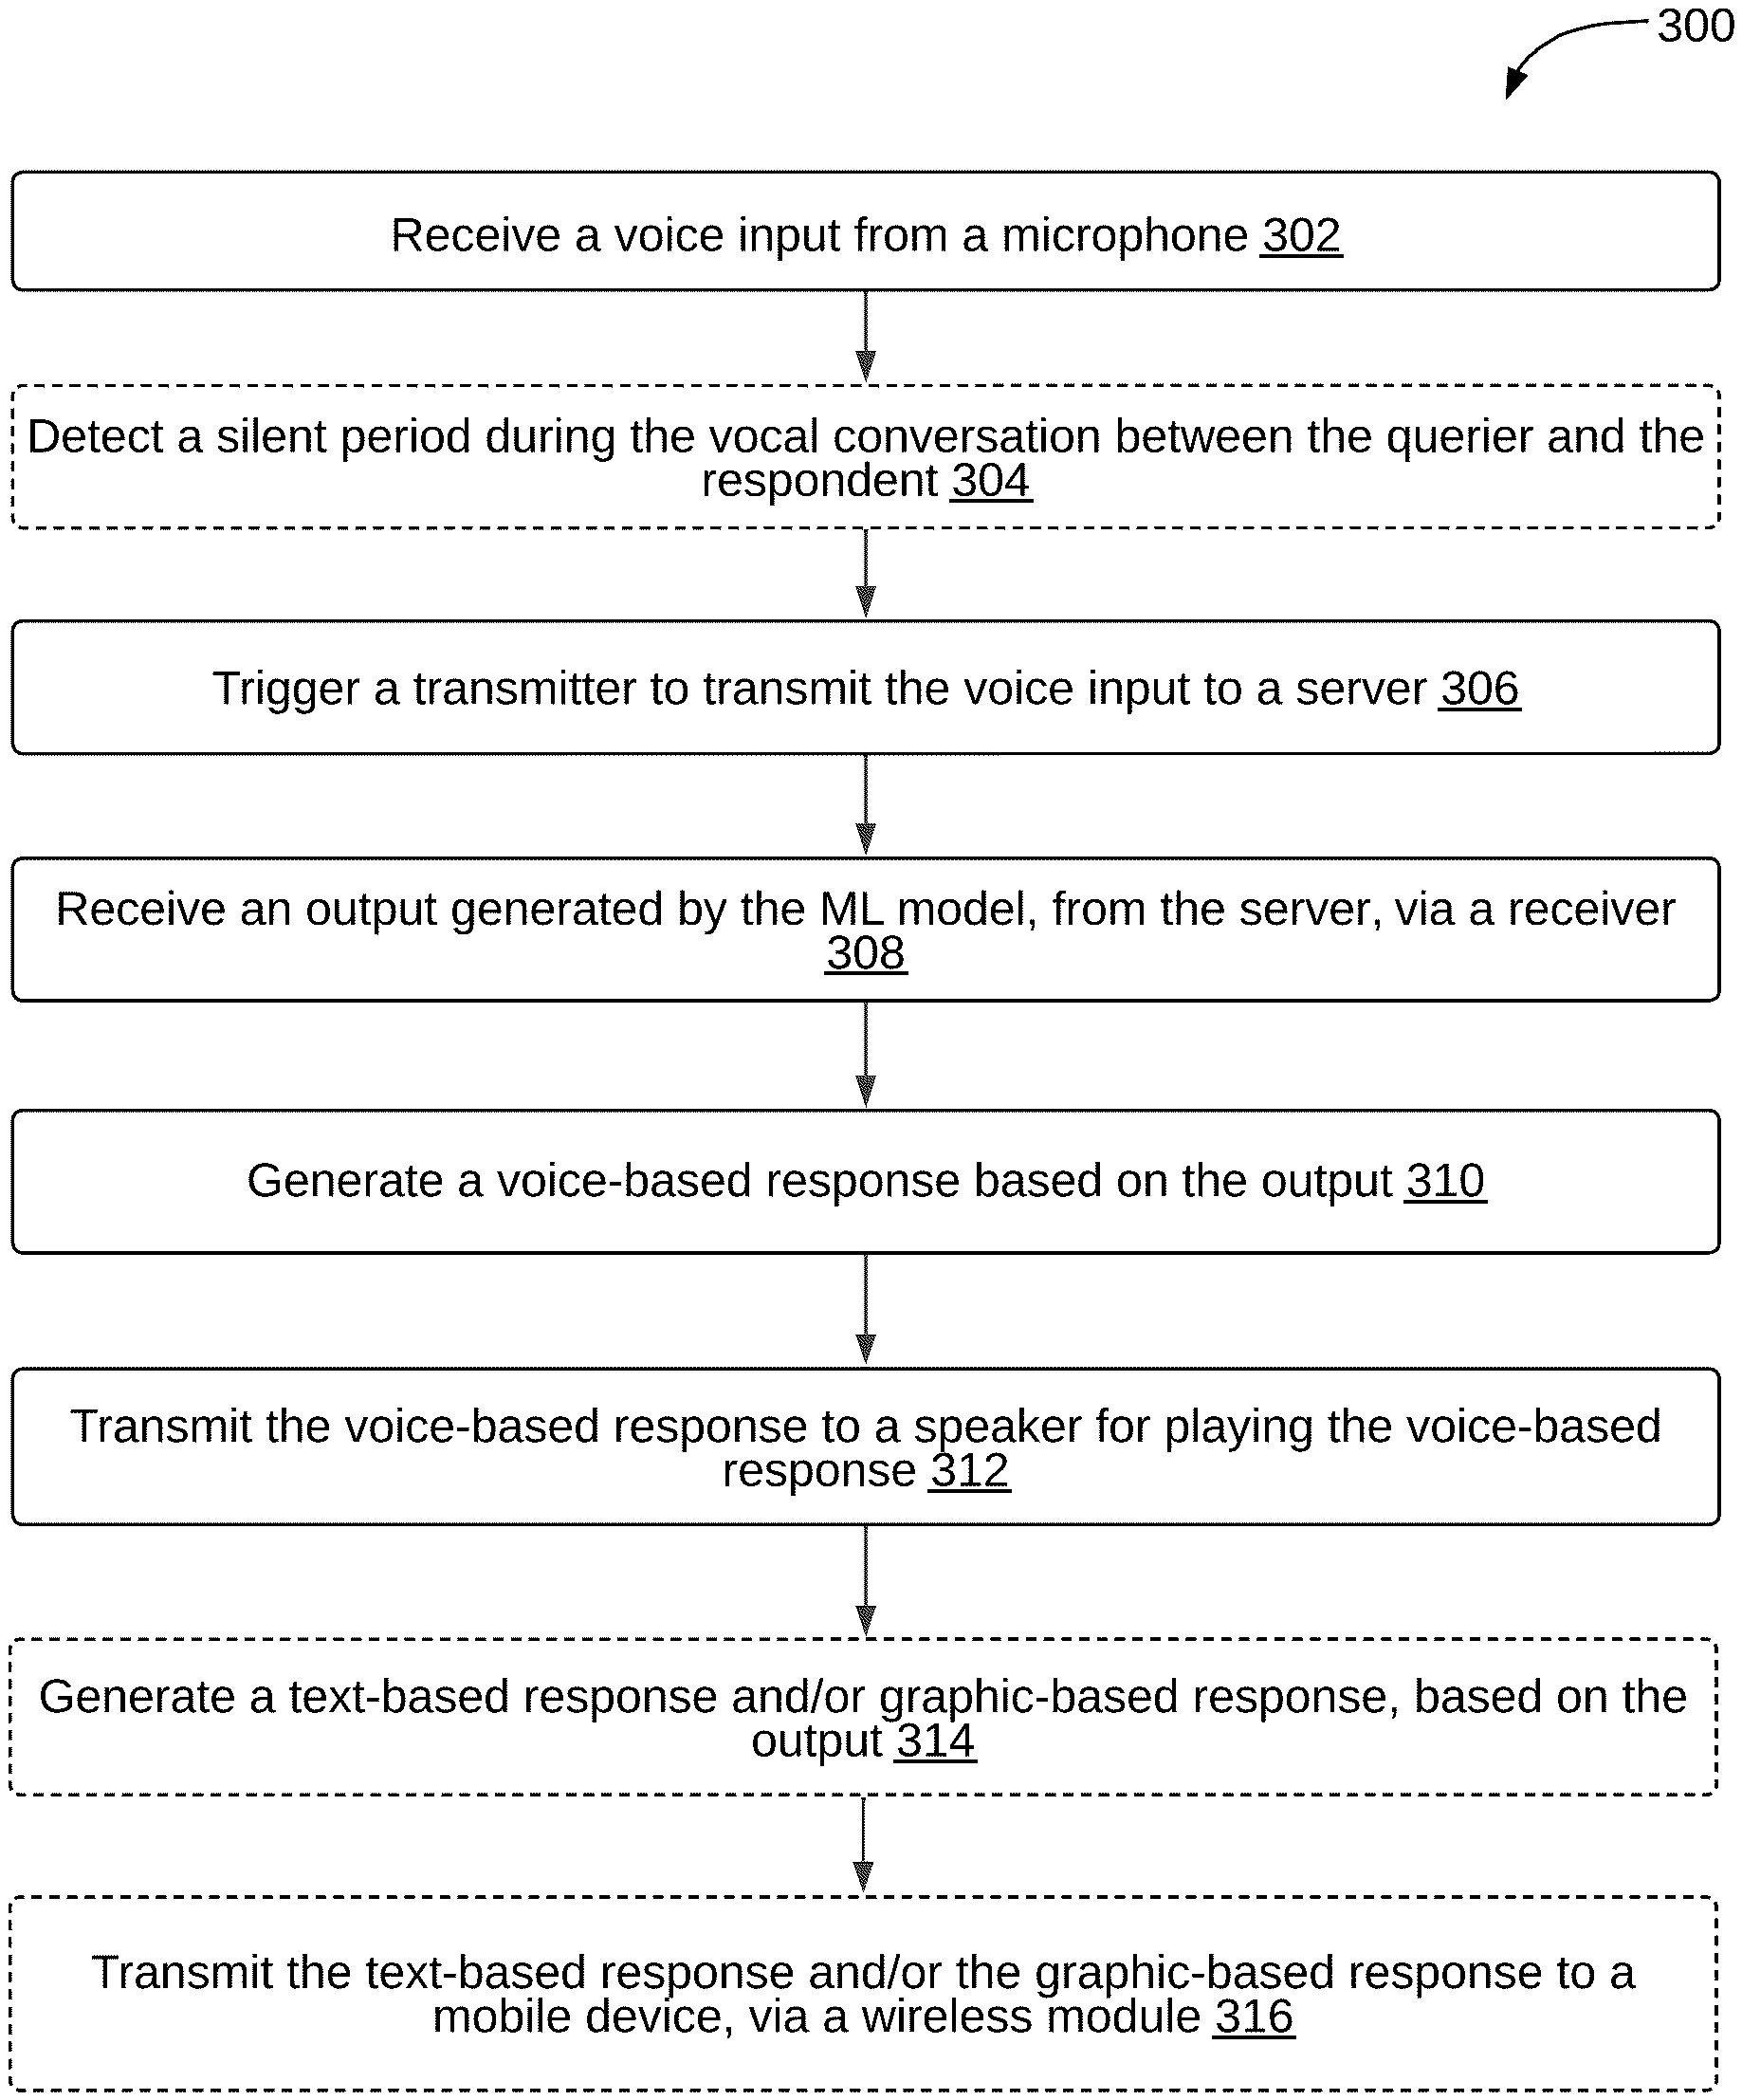 300
Receive a voice input from a microphone 302
Detect a silent period during the vocal conversation between the querier and the
respondent 304
Trigger a transmitter to transmit the voice input to a server 306
Receive an output generated by the ML model, from the server, via a receiver
308
Generate a voice-based response based on the output 310
Transmit the voice-based response to a speaker for playing the voice-based
response 312
Generate a text-based response and/or graphic-based response, based on the
output 314
Transmit the text-based response and/or the graphic-based response to a
mobile device, via a wireless module 316